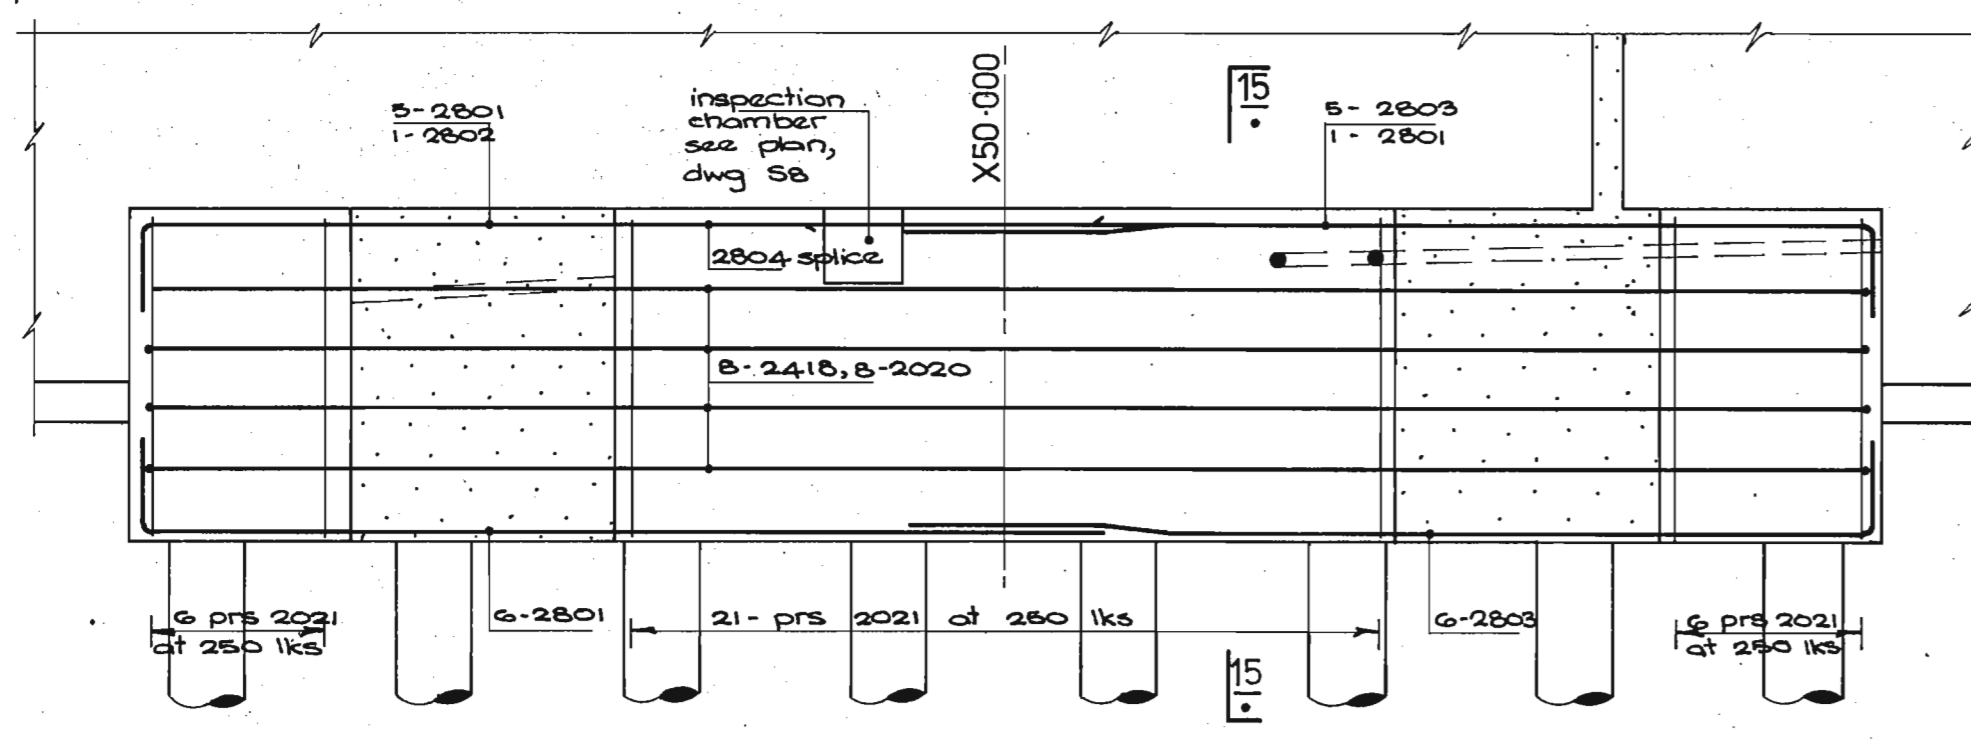 5-2801
1-2802
inspection
chamber
see plan,
dwg S8
X50·000
15
5-2803
1-2801
2804 splice
8-2418, 8-2020
6 prs 2021
at 250 lks
6-2801
21- prs 2021 at 250 lks
6-2803
6 prs 2021
at 250 lks
15